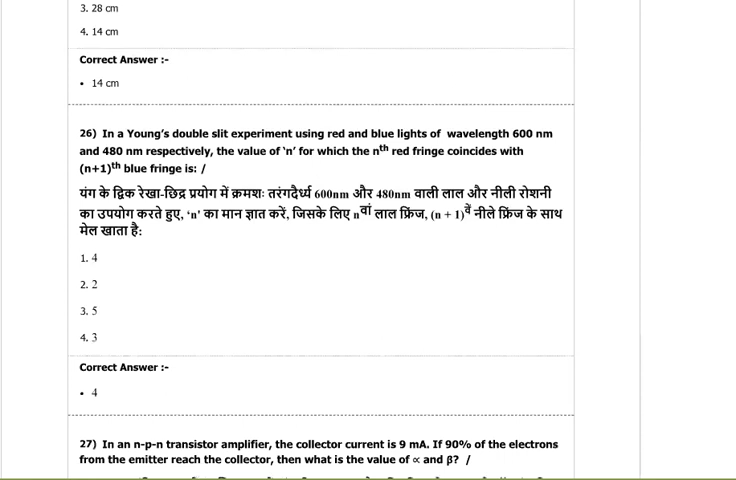 3. 28 cm
4. 14 cm
Correct Answer :-
• 14 cm
26) In a Young's double slit experiment using red and blue lights of wavelength 600 nm
and 480 nm respectively, the value of 'n' for which the nth red fringe coincides with
(n+1)th blue fringe is: /
यंग के द्विक रेखा-छिद्र प्रयोग में क्रमशः तरंगदैर्ध्य 600nm और 480nm वाली लाल और नीली रोशनी
का उपयोग करते हुए, 'n' का मान ज्ञात करें, जिसके लिए n वां लाल फ्रिंज, (n + 1)वें नीले फ्रिंज के साथ
मेल खाता है:
1. 4
2. 2
3. 5
4. 3
Correct Answer :-
• 4
27) In an n-p-n transistor amplifier, the collector current is 9 mA. If 90% of the electrons
from the emitter reach the collector, then what is the value of ∝ and β? /